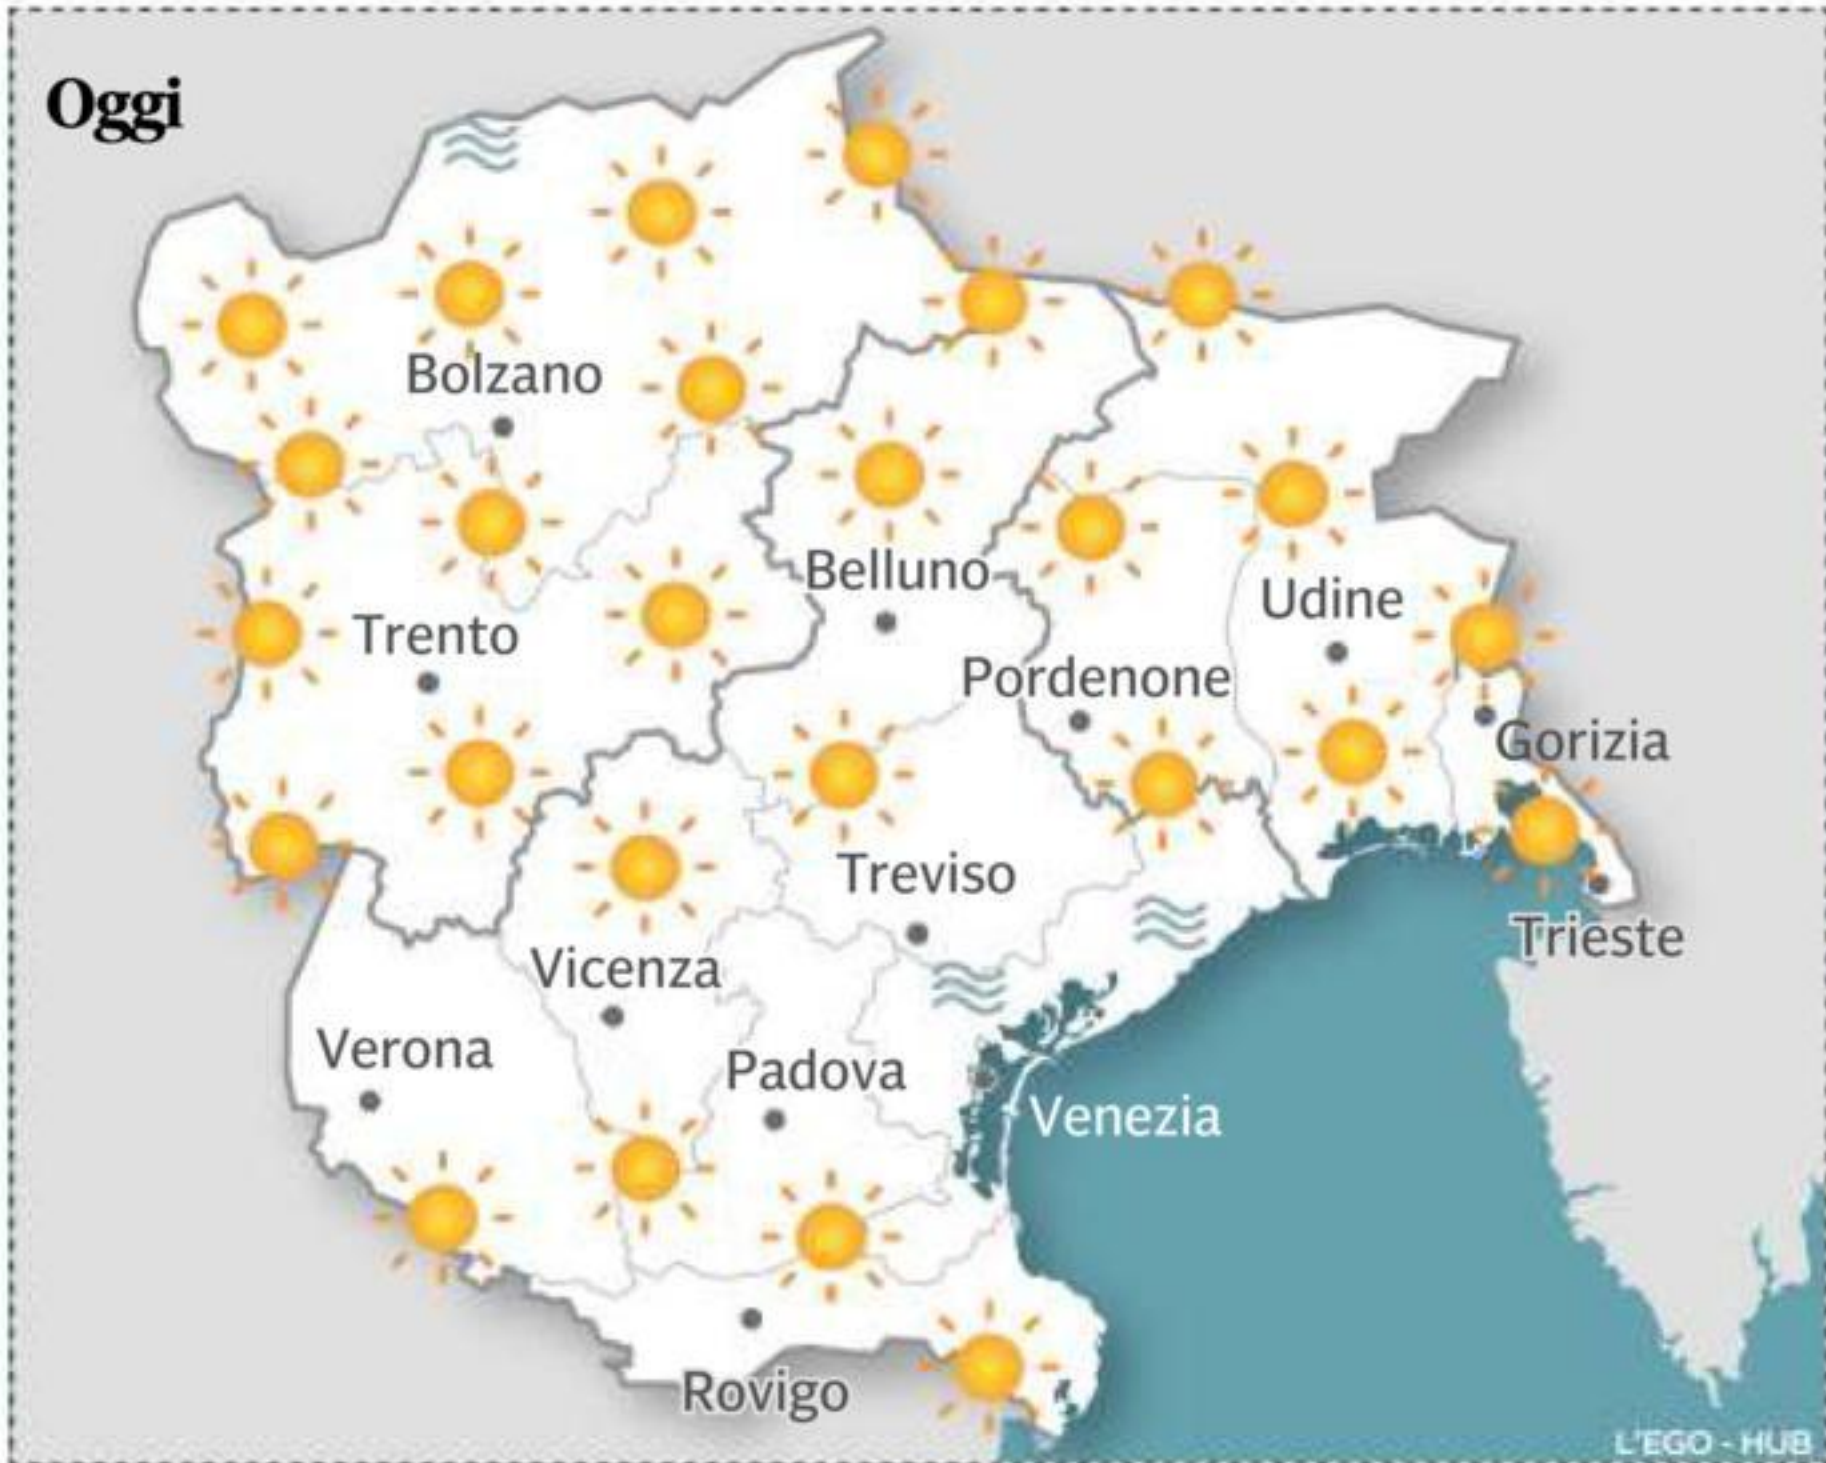 Oggi
Bolzano
Belluno
Udine
Trento
Pordenone
Gorizia
Treviso
Trieste
Vicenza
Verona
Padova
Venezia
Rovigo
L'EGO - HUB